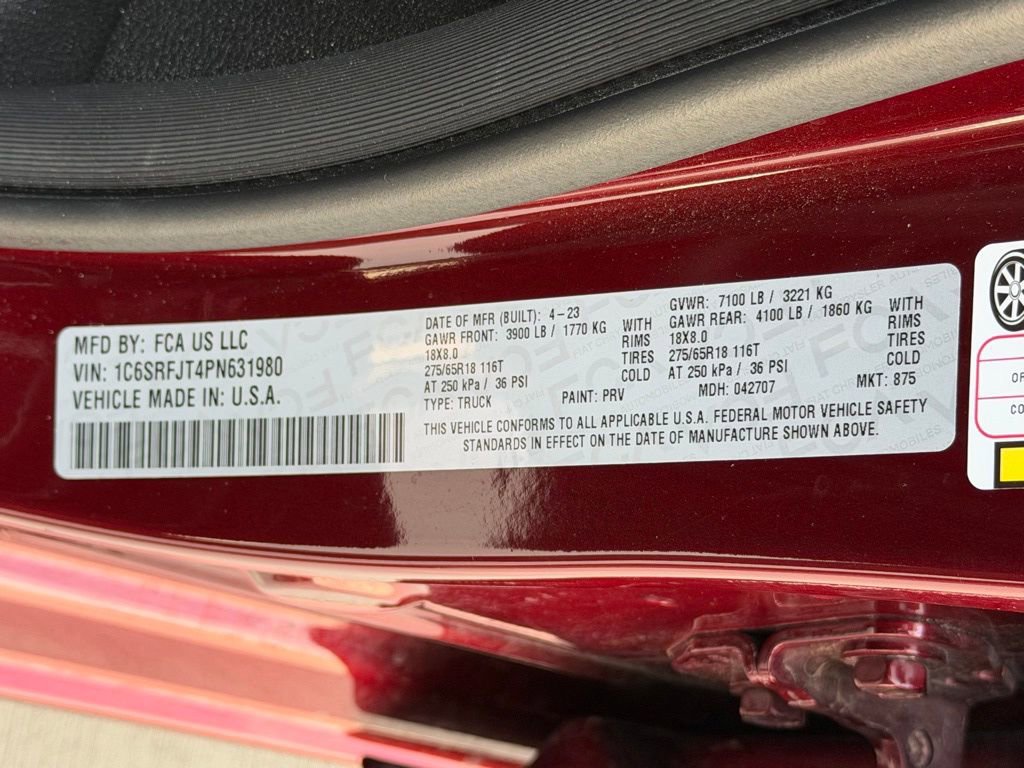 MFD BY: FCA US LLC
VIN: 1C6SRFJT4PN631980
VEHICLE MADE IN: U.S.A.
DATE OF MFR (BUILT): 4-23
GAWR FRONT: 3900 LB / 1770 KG
WITH
18X8.0
RIMS
275/65R18 116T
TIRES
AT 250 kPa / 36 PSI
COLD
TYPE: TRUCK
PAINT: PRV
GVWR: 7100 LB / 3221 KG
GAWR REAR: 4100 LB / 1860 KG
WITH
18X8.0
RIMS
275/65R18 116T
TIRES
AT 250 kPa / 36 PSI
COLD
MDH: 042707
MKT: 875
THIS VEHICLE CONFORMS TO ALL APPLICABLE U.S.A. FEDERAL MOTOR VEHICLE SAFETY
STANDARDS IN EFFECT ON THE DATE OF MANUFACTURE SHOWN ABOVE.